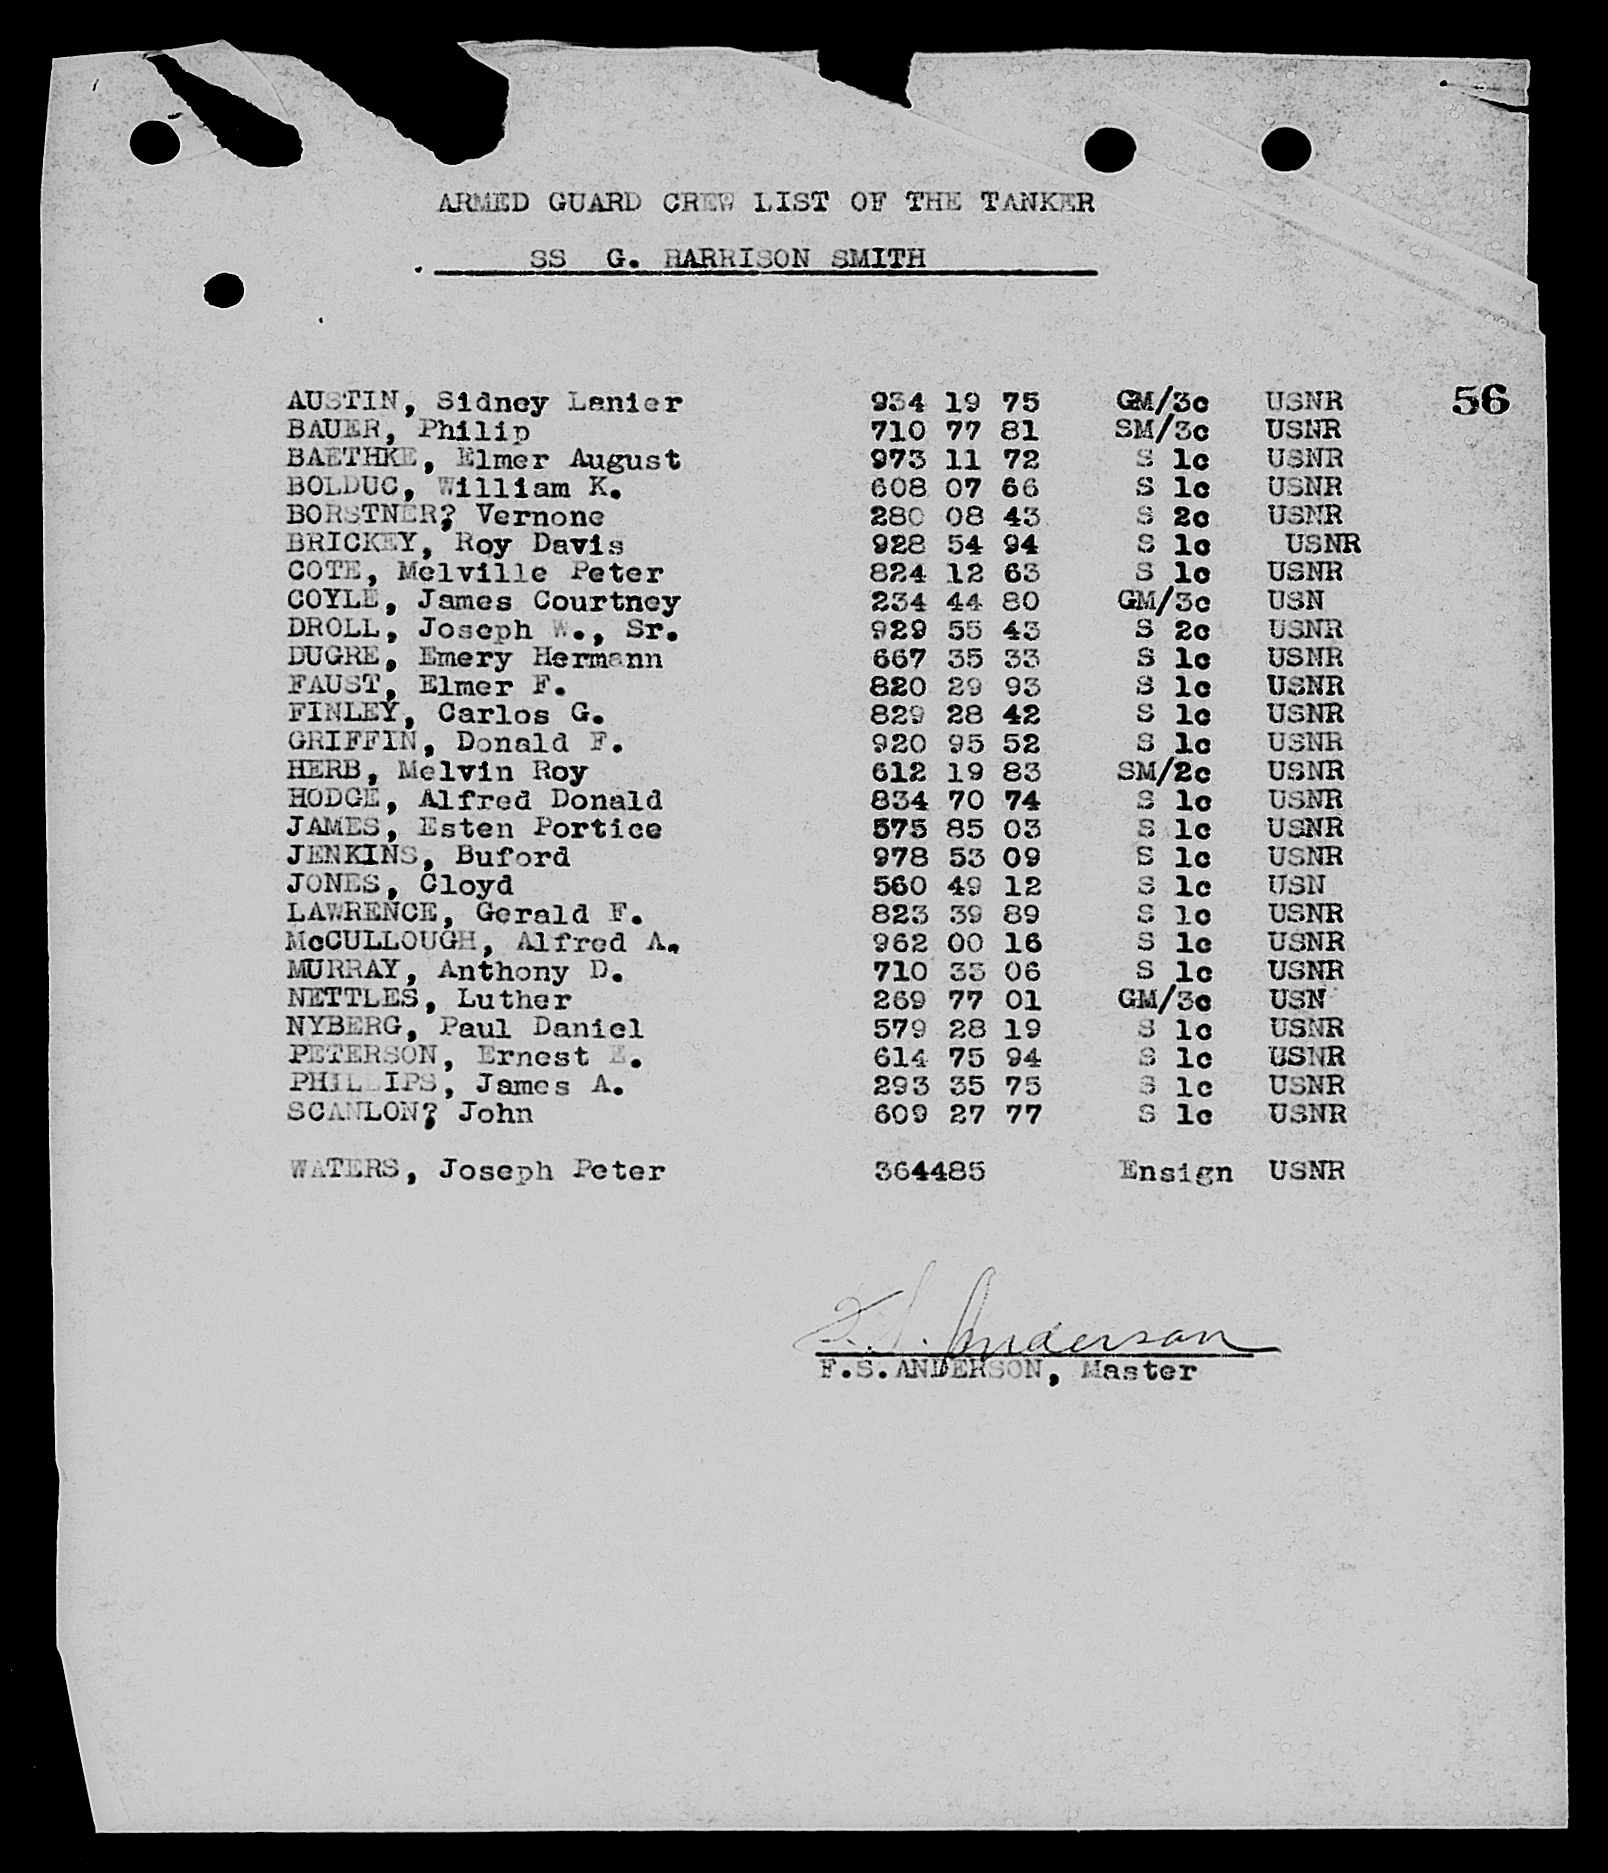 ARMED GUARD CREW LIST OF THE TANKER
SS G. HARRISON SMITH
AUSTIN, Sidney Lanier 934 19 75 GM/3c USNR 56
BAUER, Philip 710 77 81 SM/3c USNR
BAETHKE, Elmer August 973 11 72 S 1c USNR
BOLDUC, William K. 608 07 66 S 1c USNR
BORSTNER? Vernone 280 08 43 S 2c USNR
BRICKEY, Roy Davis 928 54 94 S 1c USNR
COTE, Melville Peter 824 12 63 S 1c USNR
COYLE, James Courtney 234 44 80 GM/3c USN
DROLL, Joseph W., Sr. 929 55 43 S 2c USNR
DUGRE, Emery Hermann 667 35 33 S 1c USNR
FAUST, Elmer F. 820 29 93 S 1c USNR
FINLEY, Carlos G. 829 28 42 S 1c USNR
GRIFFIN, Donald F. 920 95 52 S 1c USNR
HERB, Melvin Roy 612 19 83 SM/2c USNR
HODGE, Alfred Donald 834 70 74 S 1c USNR
JAMES, Esten Portice 575 85 03 S 1c USNR
JENKINS, Buford 978 53 09 S 1c USNR
JONES, Cloyd 560 49 12 S 1c USN
LAWRENCE, Gerald F. 823 39 89 S 1c USNR
McCULLOUGH, Alfred A. 962 00 16 S 1c USNR
MURRAY, Anthony D. 710 33 06 S 1c USNR
NETTLES, Luther 269 77 01 GM/3c USN
NYBERG, Paul Daniel 579 28 19 S 1c USNR
PETERSON, Ernest E. 614 75 94 S 1c USNR
PHILLIPS, James A. 293 35 75 S 1c USNR
SCANLON? John 609 27 77 S 1c USNR
WATERS, Joseph Peter 364485 Ensign USNR
F. S. Anderson
F.S.ANDERSON, Master